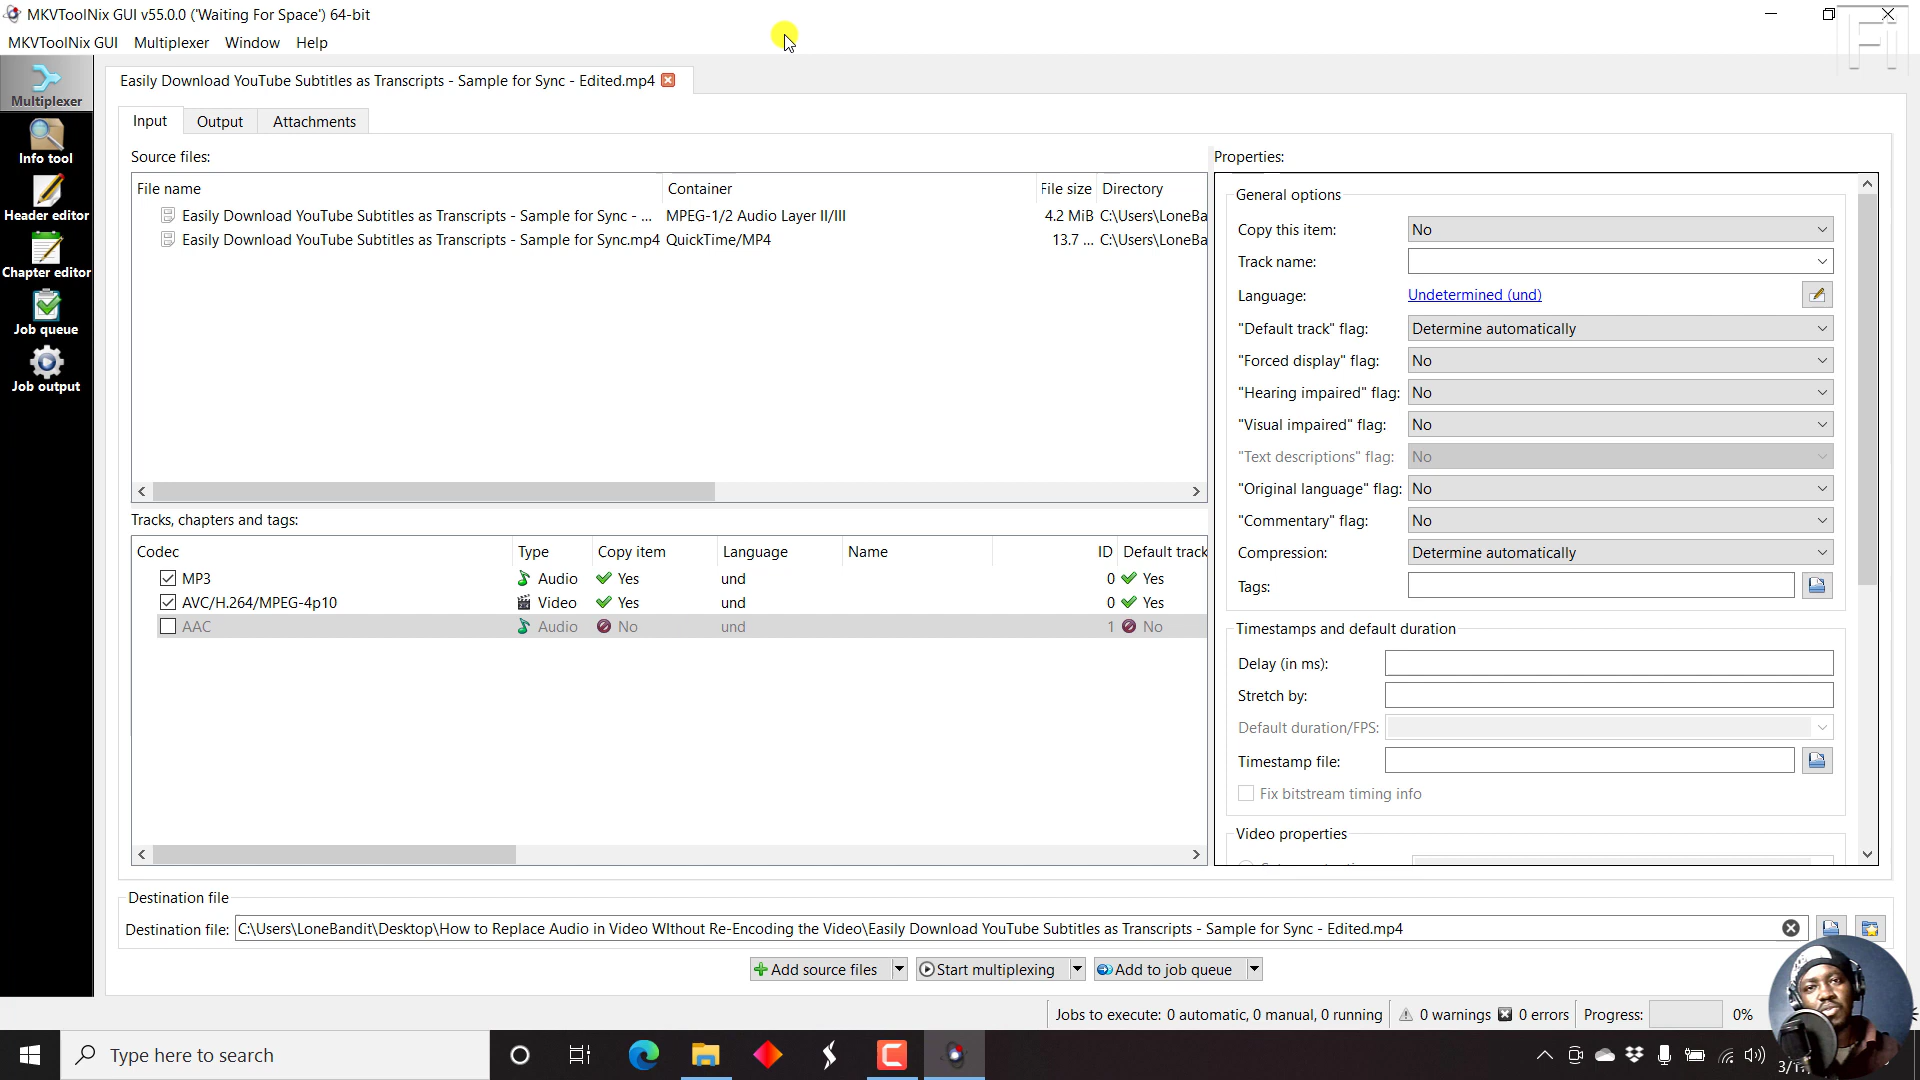 MKVToolNix GUI v55.0.0 ('Waiting For Space') 64-bit
MKVToolNix GUI Multiplexer Window Help
Multiplexer
Info tool
Header editor
Chapter editor
Job queue
Job output
Easily Download YouTube Subtitles as Transcripts - Sample for Sync - Edited.mp4
Input Output Attachments
Source files:
File name Container File size Directory
Easily Download YouTube Subtitles as Transcripts - Sample for Sync - ... MPEG-1/2 Audio Layer II/III 4.2 MiB C:\Users\LoneBa
Easily Download YouTube Subtitles as Transcripts - Sample for Sync.mp4 QuickTime/MP4 13.7 ... C:\Users\LoneBa
Tracks, chapters and tags:
Codec Type Copy item Language Name ID Default track
MP3 Audio Yes und 0 Yes
AVC/H.264/MPEG-4p10 Video Yes und 0 Yes
AAC Audio No und 1 No
Properties:
General options
Copy this item: No
Track name:
Language: Undetermined (und)
"Default track" flag: Determine automatically
"Forced display" flag: No
"Hearing impaired" flag: No
"Visual impaired" flag: No
"Text descriptions" flag: No
"Original language" flag: No
"Commentary" flag: No
Compression: Determine automatically
Tags:
Timestamps and default duration
Delay (in ms):
Stretch by:
Default duration/FPS:
Timestamp file:
Fix bitstream timing info
Video properties
Destination file
Destination file: C:\Users\LoneBandit\Desktop\How to Replace Audio in Video WIthout Re-Encoding the Video\Easily Download YouTube Subtitles as Transcripts - Sample for Sync - Edited.mp4
Add source files Start multiplexing Add to job queue
Jobs to execute: 0 automatic, 0 manual, 0 running 0 warnings 0 errors Progress: 0%
Type here to search